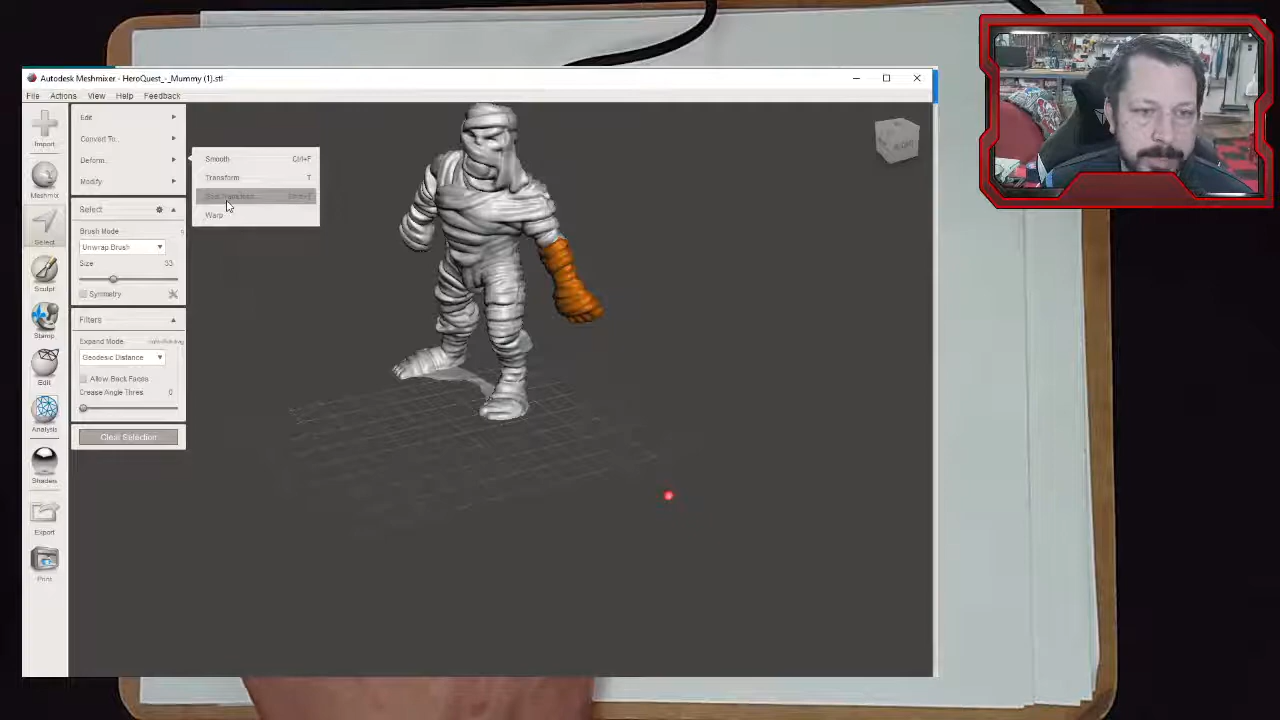 Autodesk Meshmixer - HeroQuest_-_Mummy (1).stl
File Actions View Help Feedback
Import
Meshmix
Select
Sculpt
Stamp
Edit
Analysis
Shaders
Export
Print
Edit
Convert To..
Deform..
Modify..
Smooth Ctrl+F
Transform T
Warp
Select
Brush Mode
Unwrap Brush
Size 53
Symmetry
Filters
Expand Mode
Geodesic Distance
Allow Back Faces
Crease Angle Thres 0
Clear Selection